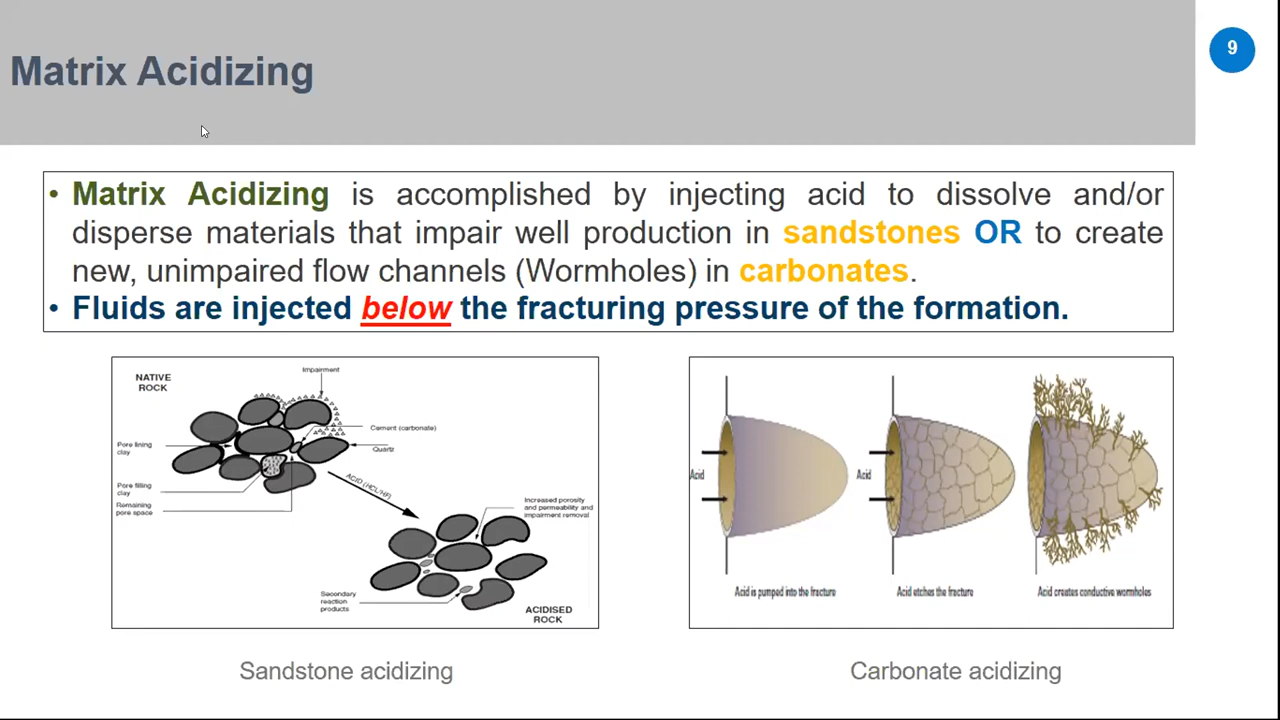 Matrix Acidizing
9
• Matrix Acidizing is accomplished by injecting acid to dissolve and/or
disperse materials that impair well production in sandstones OR to create
new, unimpaired flow channels (Wormholes) in carbonates.
• Fluids are injected below the fracturing pressure of the formation.
NATIVE
ROCK
Impairment
Cement (carbonate)
Quartz
Pore lining
clay
Pore filling
clay
Remaining
pore space
ACID (HCL/HF)
Increased porosity
and permeability and
impairment removal
Secondary
reaction
products
ACIDISED
ROCK
Acid
Acid is pumped into the fracture
Acid
Acid etches the fracture
Acid creates conductive wormholes
Sandstone acidizing
Carbonate acidizing